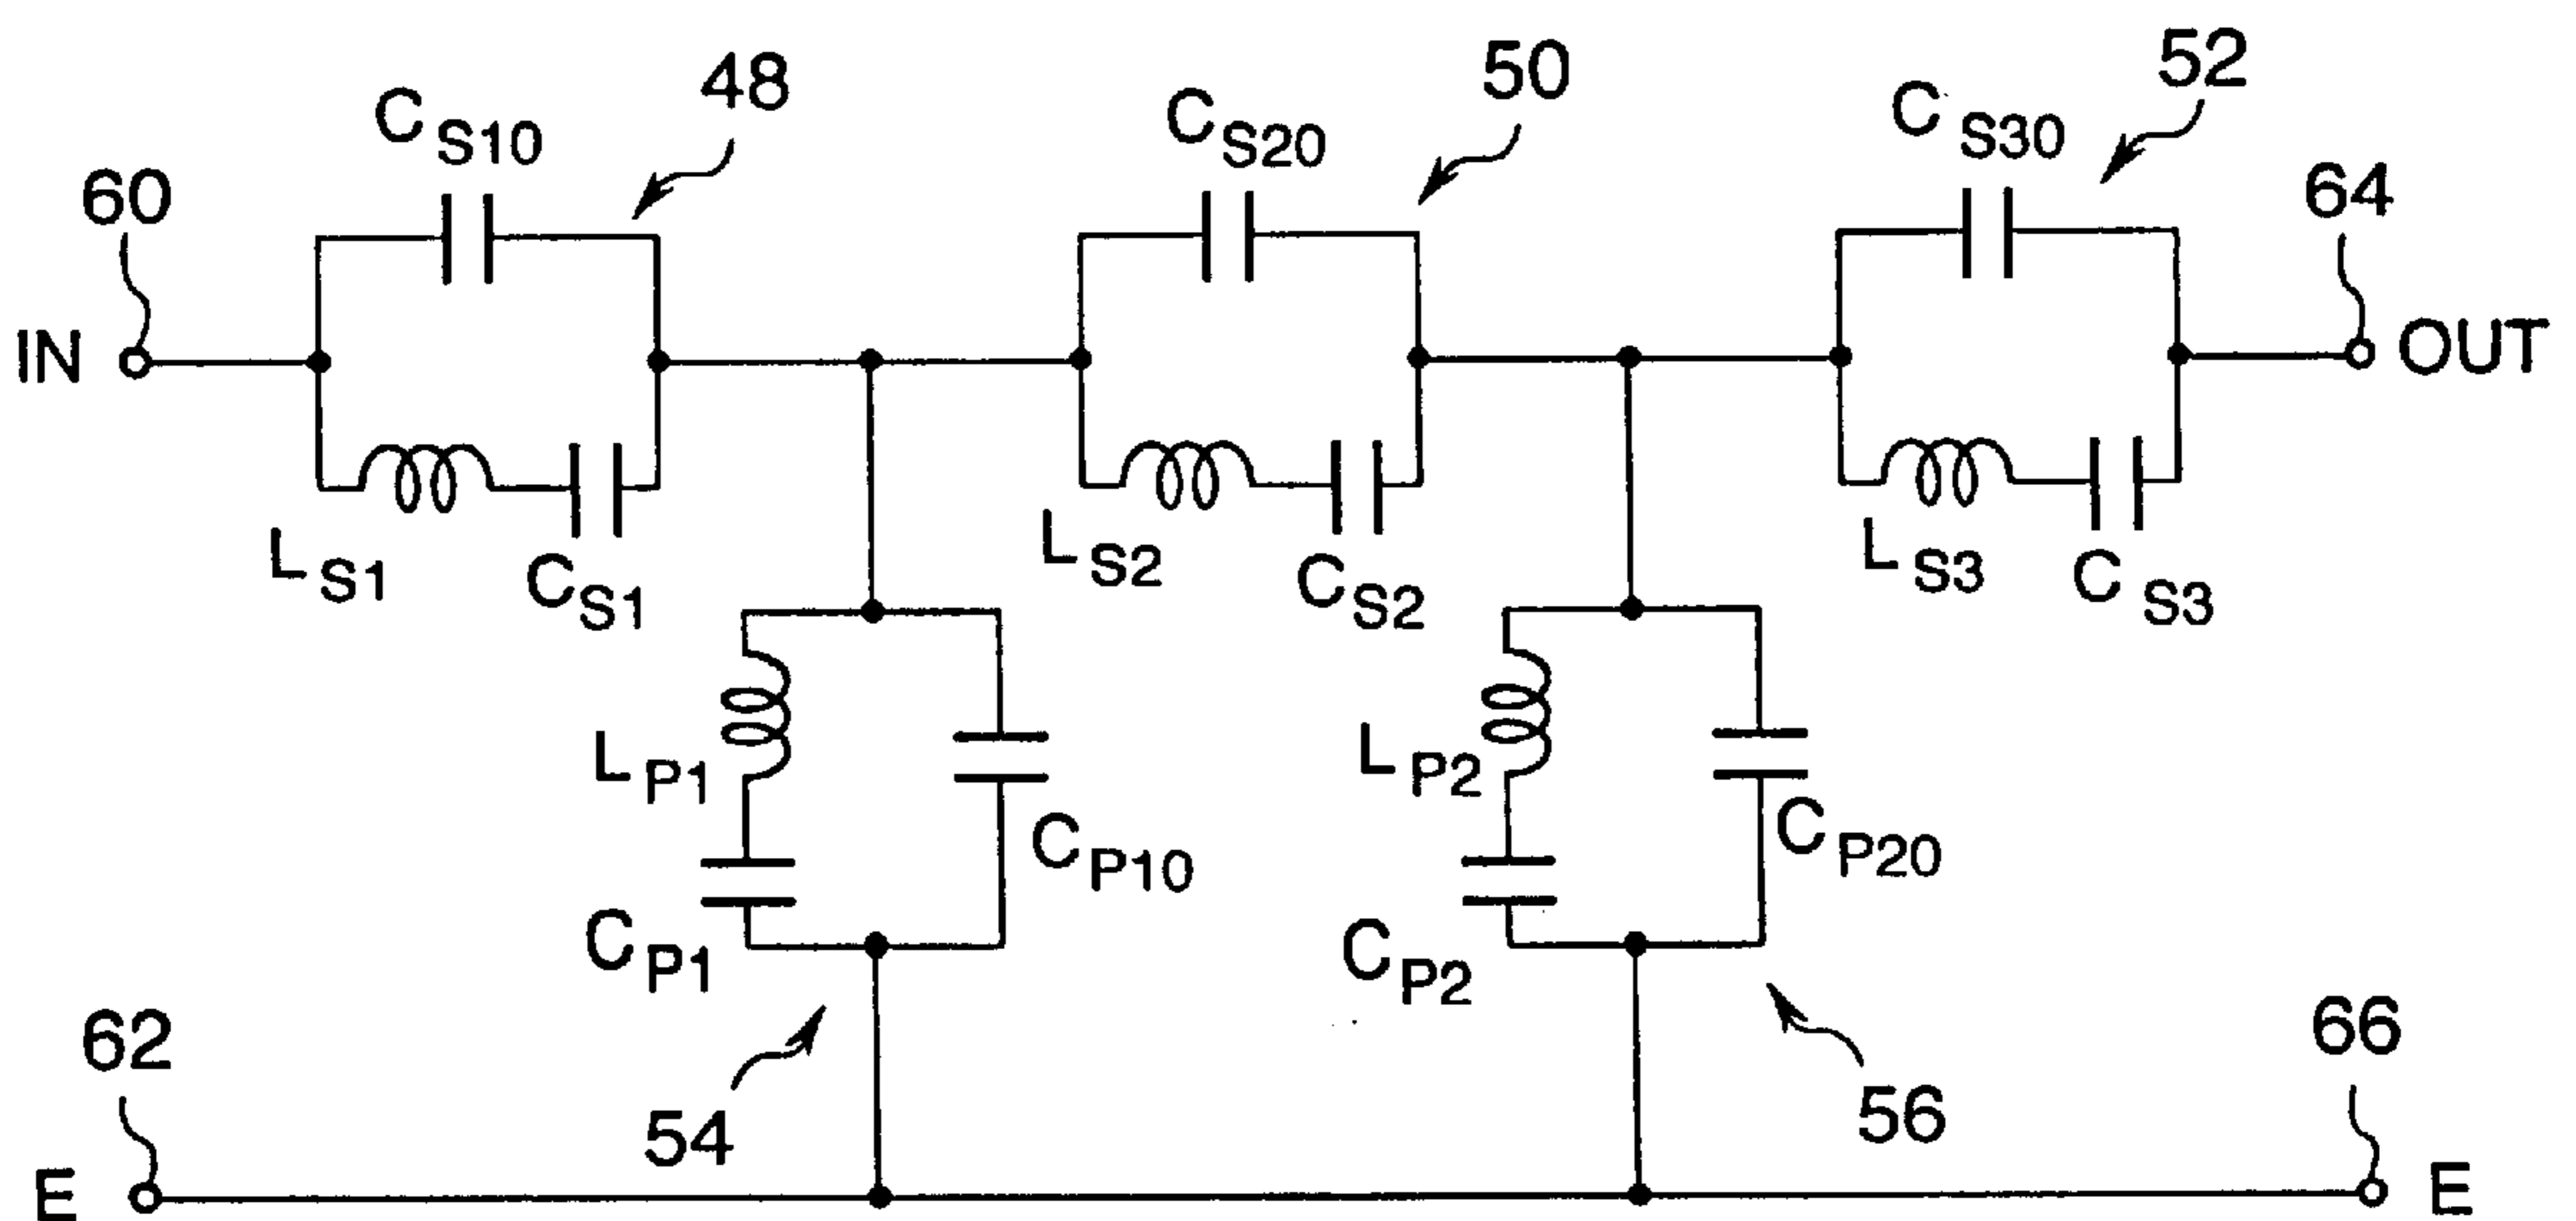 48
50
52
C S10
C S20
C S30
60
64
IN
OUT
L S1
C S1
L S2
C S2
L S3
C S3
L P1
C P10
C P1
L P2
C P20
C P2
62
66
54
56
E
E